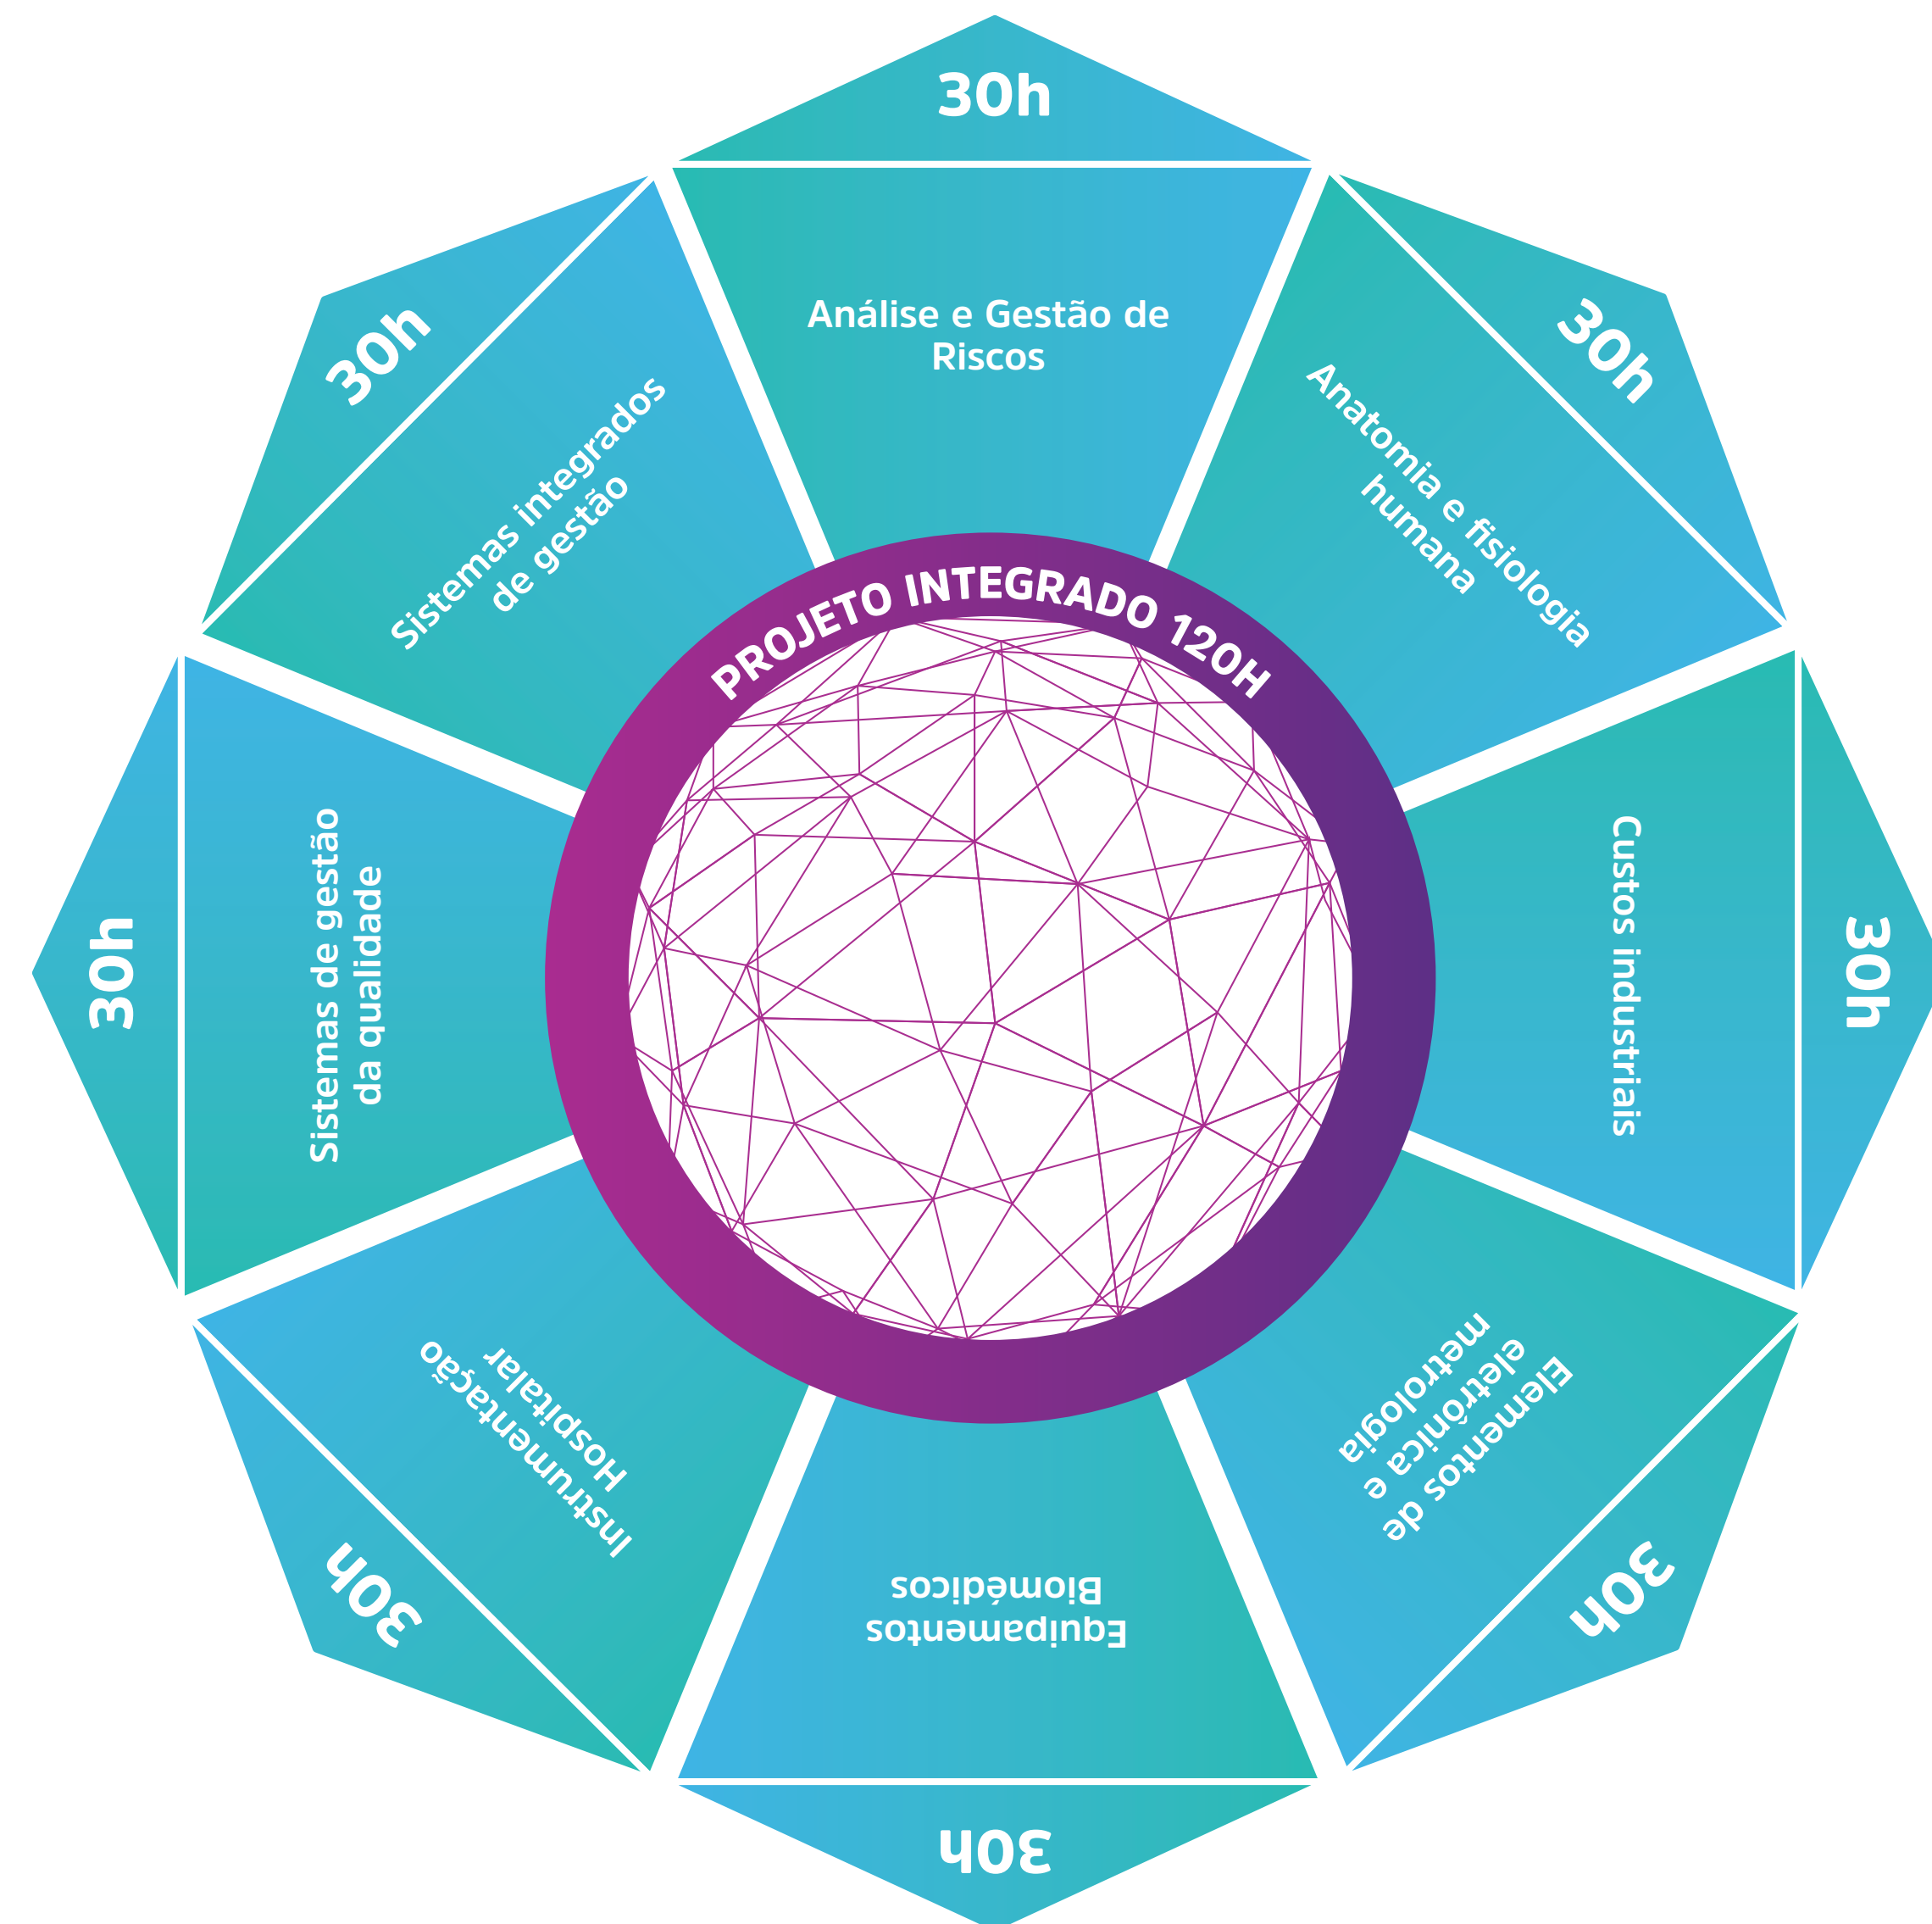 30h
Análise e Gestão de
Riscos
30h
Anatomia e fisiologia
humana
30h
Custos industriais
30h
Elementos de
eletrônica e
metrologia
30h
Equipamentos
Biomédicos
30h
Instrumentação
Hospitalar
30h
Sistemas de gestão
da qualidade
30h
Sistemas integrados
de gestão
PROJETO INTEGRADO 120H